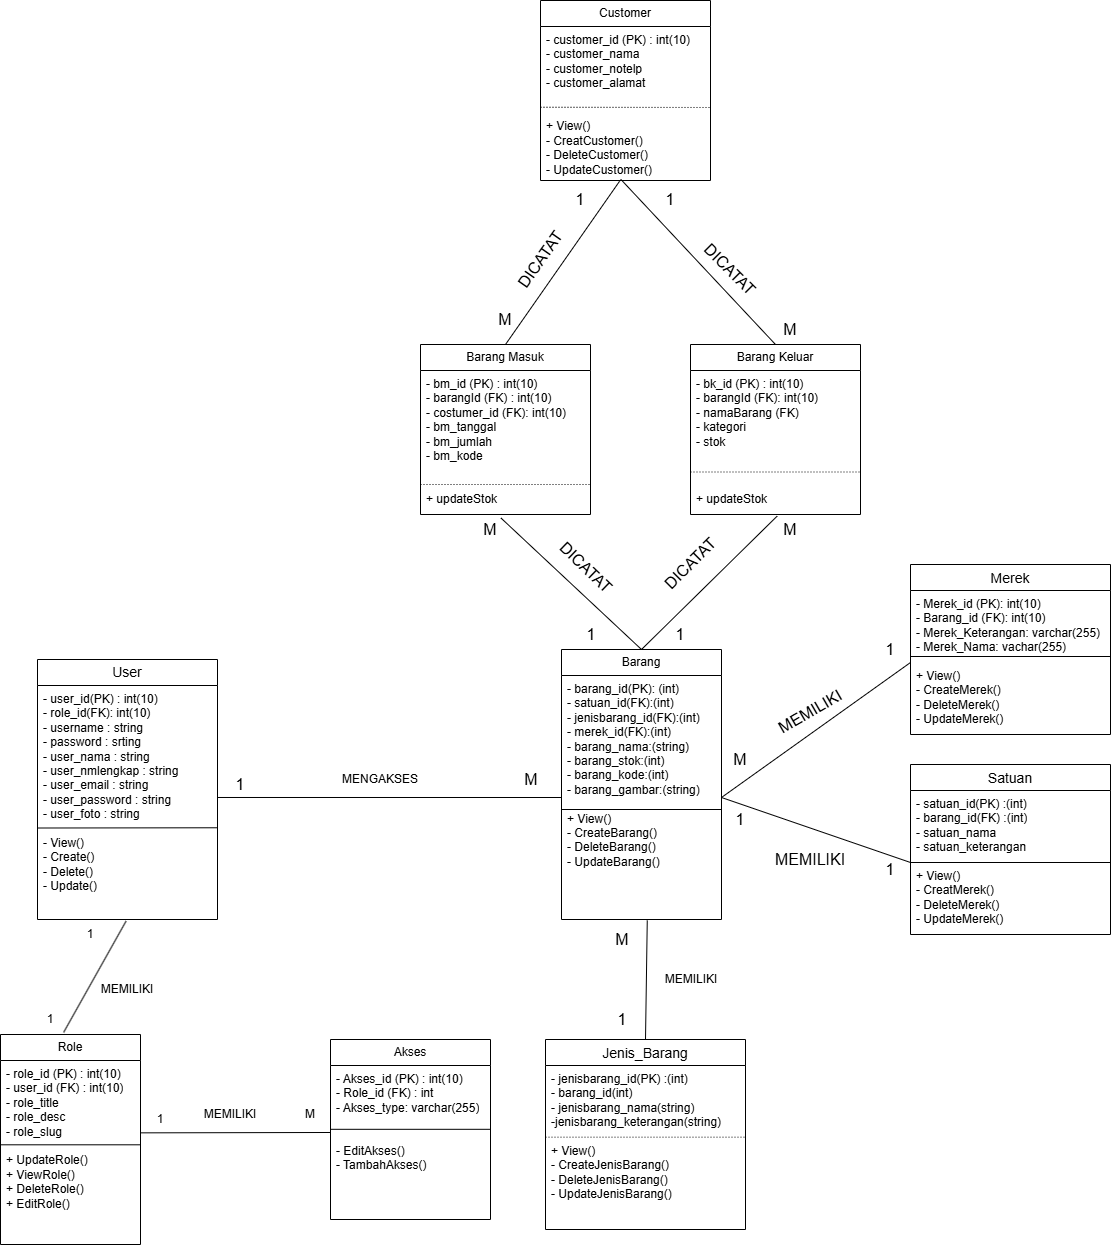 Customer
- customer_id (PK) : int(10)
- customer_nama
- customer_notelp
- customer_alamat
+ View()
- CreatCustomer()
- DeleteCustomer()
- UpdateCustomer()
1
1
DICATAT
DICATAT
M
M
Barang Masuk
- bm_id (PK) : int(10)
- barangId (FK) : int(10)
- costumer_id (FK): int(10)
- bm_tanggal
- bm_jumlah
- bm_kode
+ updateStok
Barang Keluar
- bk_id (PK) : int(10)
- barangId (FK): int(10)
- namaBarang (FK)
- kategori
- stok
+ updateStok
M
M
DICATAT
DICATAT
1
1
Merek
- Merek_id (PK): int(10)
- Barang_id (FK): int(10)
- Merek_Keterangan: varchar(255)
- Merek_Nama: vachar(255)
+ View()
- CreateMerek()
- DeleteMerek()
- UpdateMerek()
1
MEMILIKI
M
User
- user_id(PK) : int(10)
- role_id(FK): int(10)
- username : string
- password : srting
- user_nama : string
- user_nmlengkap : string
- user_email : string
- user_password : string
- user_foto : string
- View()
- Create()
- Delete()
- Update()
1
MENGAKSES
M
Barang
- barang_id(PK): (int)
- satuan_id(FK):(int)
- jenisbarang_id(FK):(int)
- merek_id(FK):(int)
- barang_nama:(string)
- barang_stok:(int)
- barang_kode:(int)
- barang_gambar:(string)
+ View()
- CreateBarang()
- DeleteBarang()
- UpdateBarang()
1
MEMILIKI
1
Satuan
- satuan_id(PK) :(int)
- barang_id(FK) :(int)
- satuan_nama
- satuan_keterangan
+ View()
- CreatMerek()
- DeleteMerek()
- UpdateMerek()
1
MEMILIKI
1
M
MEMILIKI
1
Role
- role_id (PK) : int(10)
- user_id (FK) : int(10)
- role_title
- role_desc
- role_slug
+ UpdateRole()
+ ViewRole()
+ DeleteRole()
+ EditRole()
1
MEMILIKI
M
Akses
- Akses_id (PK) : int(10)
- Role_id (FK) : int
- Akses_type: varchar(255)
- EditAkses()
- TambahAkses()
Jenis_Barang
- jenisbarang_id(PK) :(int)
- barang_id(int)
- jenisbarang_nama(string)
-jenisbarang_keterangan(string)
+ View()
- CreateJenisBarang()
- DeleteJenisBarang()
- UpdateJenisBarang()